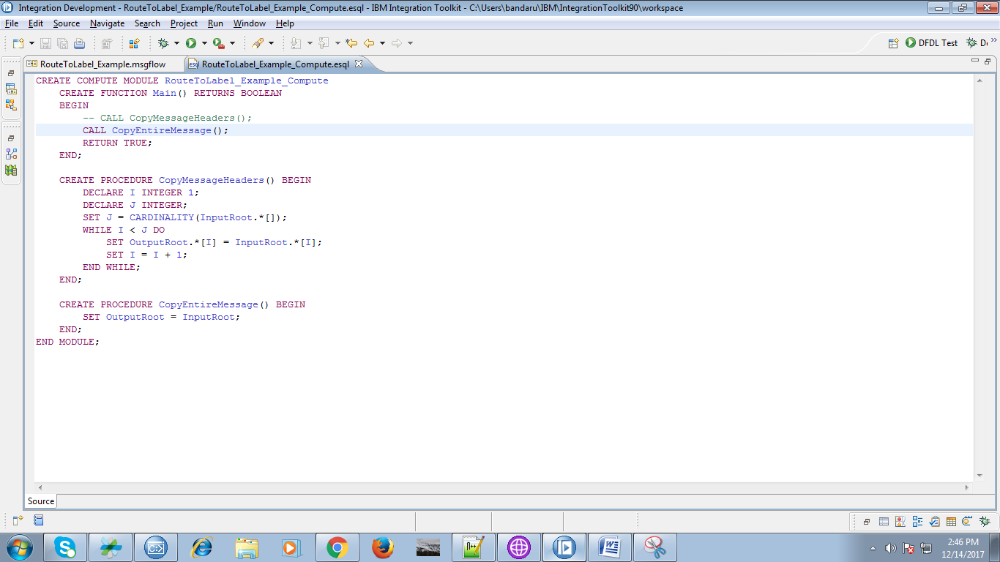 Integration Development - RouteToLabel_Example/RouteToLabel_Example_Compute.esql - IBM Integration Toolkit - C:\Users\bandaru\IBM\IntegrationToolkit90\workspace
File Edit Source Navigate Search Project Run Window Help
DFDL Test
RouteToLabel_Example.msgflow
RouteToLabel_Example_Compute.esql
CREATE COMPUTE MODULE RouteToLabel_Example_Compute
    CREATE FUNCTION Main() RETURNS BOOLEAN
    BEGIN
        -- CALL CopyMessageHeaders();
        CALL CopyEntireMessage();
        RETURN TRUE;
    END;

    CREATE PROCEDURE CopyMessageHeaders() BEGIN
        DECLARE I INTEGER 1;
        DECLARE J INTEGER;
        SET J = CARDINALITY(InputRoot.*[]);
        WHILE I < J DO
            SET OutputRoot.*[I] = InputRoot.*[I];
            SET I = I + 1;
        END WHILE;
    END;

    CREATE PROCEDURE CopyEntireMessage() BEGIN
        SET OutputRoot = InputRoot;
    END;
END MODULE;
Source
2:46 PM
12/14/2017